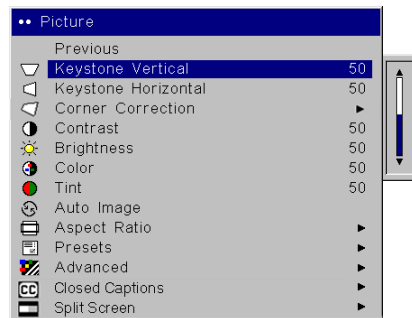 •• Picture
Previous
Keystone Vertical 50
Keystone Horizontal 50
Corner Correction ▸
Contrast 50
Brightness 50
Color 50
Tint 50
Auto Image
Aspect Ratio ▸
Presets ▸
Advanced ▸
CC Closed Captions ▸
Split Screen ▸